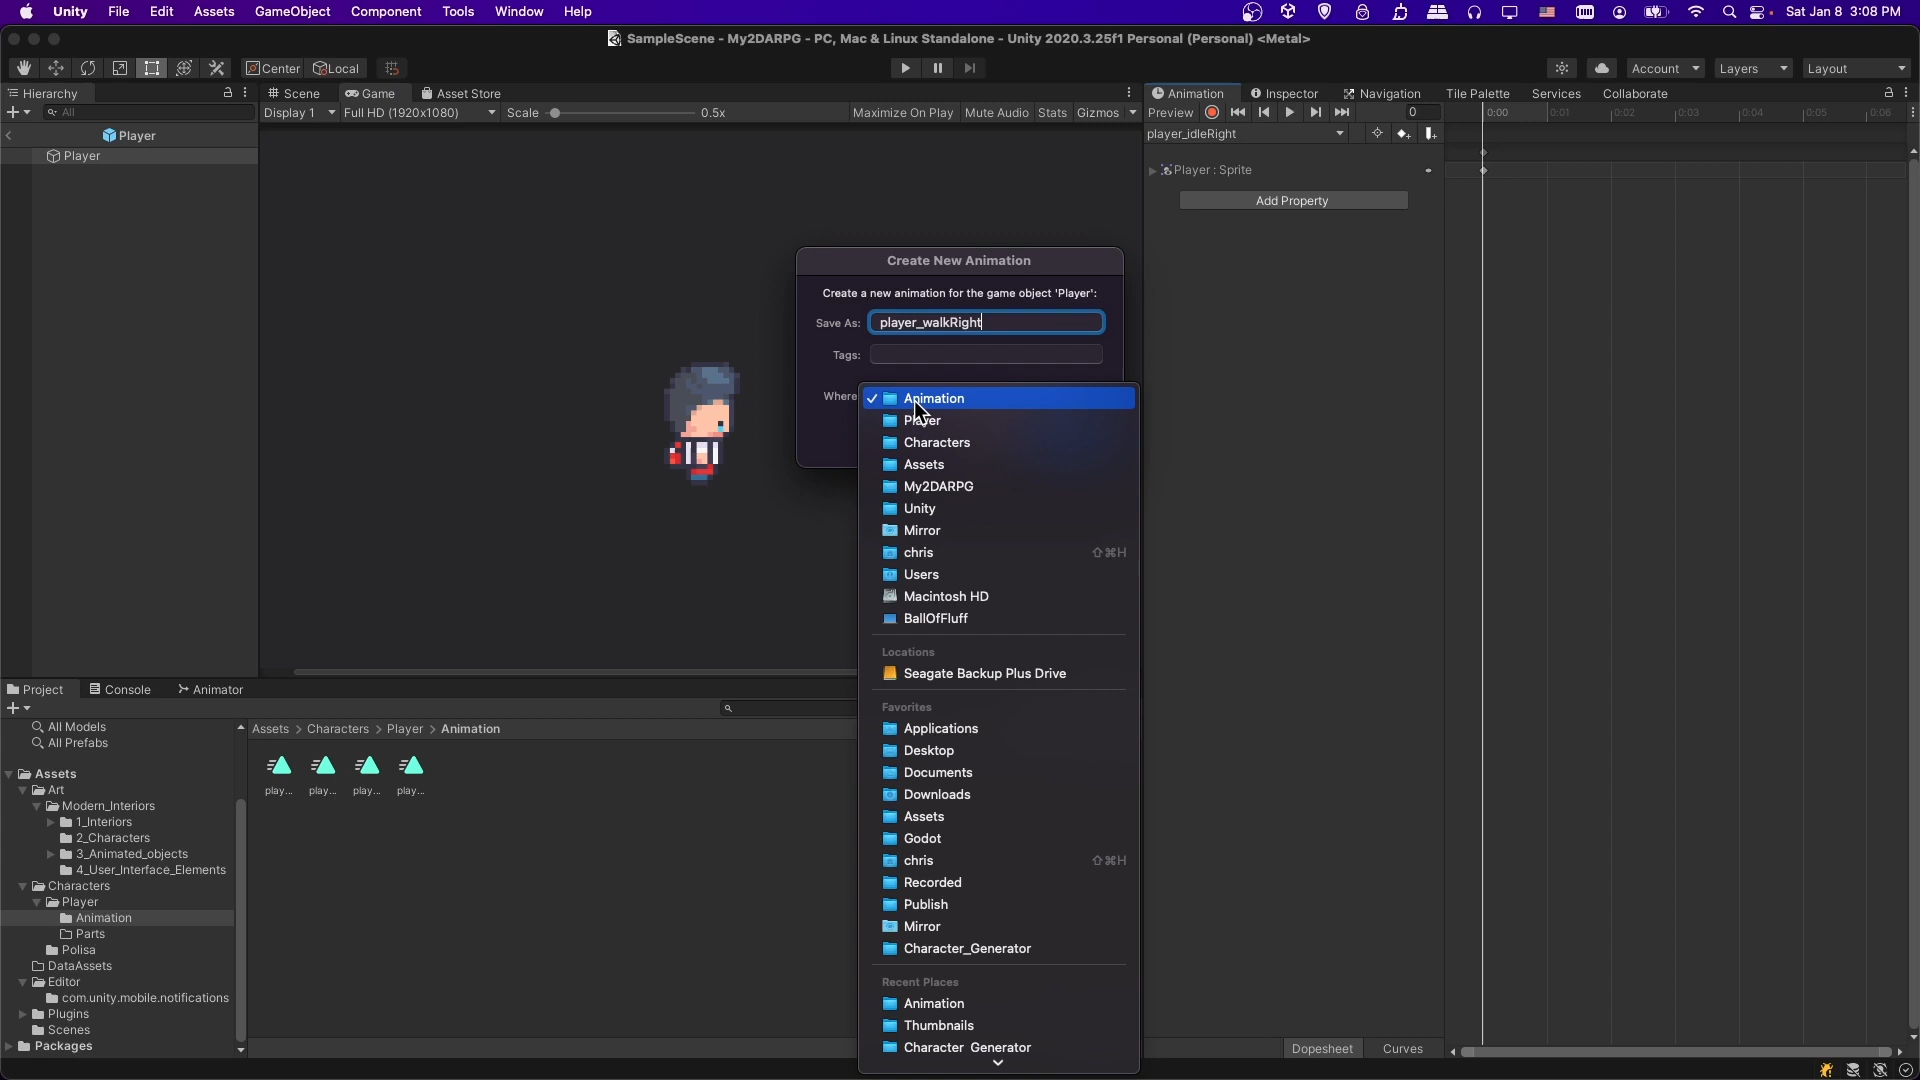 Unity File Edit Assets GameObject Component Tools Window Help Sat Jan 8 3:08 PM
SampleScene - My2DARPG - PC, Mac & Linux Standalone - Unity 2020.3.25f1 Personal (Personal) <Metal>
Center Local Account Layers Layout
Hierarchy Scene Game Asset Store Animation Inspector Navigation Tile Palette Services Collaborate
All Display 1 Full HD (1920x1080) Scale 0.5x Maximize On Play Mute Audio Stats Gizmos Preview 0 0:00 0:01 0:02 0:03 0:04 0:05 0:06
Player player_idleRight
Player
Player : Sprite
Add Property
Create New Animation
Create a new animation for the game object 'Player':
Save As: player_walkRight
Tags:
Where
Animation
Player
Characters
Assets
My2DARPG
Unity
Mirror
chris ⇧⌘H
Users
Macintosh HD
BallOfFluff
Locations
Seagate Backup Plus Drive
Favorites
Applications
Desktop
Documents
Downloads
Assets
Godot
chris ⇧⌘H
Recorded
Publish
Mirror
Character_Generator
Recent Places
Animation
Thumbnails
Character Generator
Project Console Animator
All Models
All Prefabs
Assets
Art
Modern_Interiors
1_Interiors
2_Characters
3_Animated_objects
4_User_Interface_Elements
Characters
Player
Animation
Parts
Polisa
DataAssets
Editor
com.unity.mobile.notifications
Plugins
Scenes
Packages
Assets > Characters > Player > Animation
play... play... play... play...
Dopesheet Curves